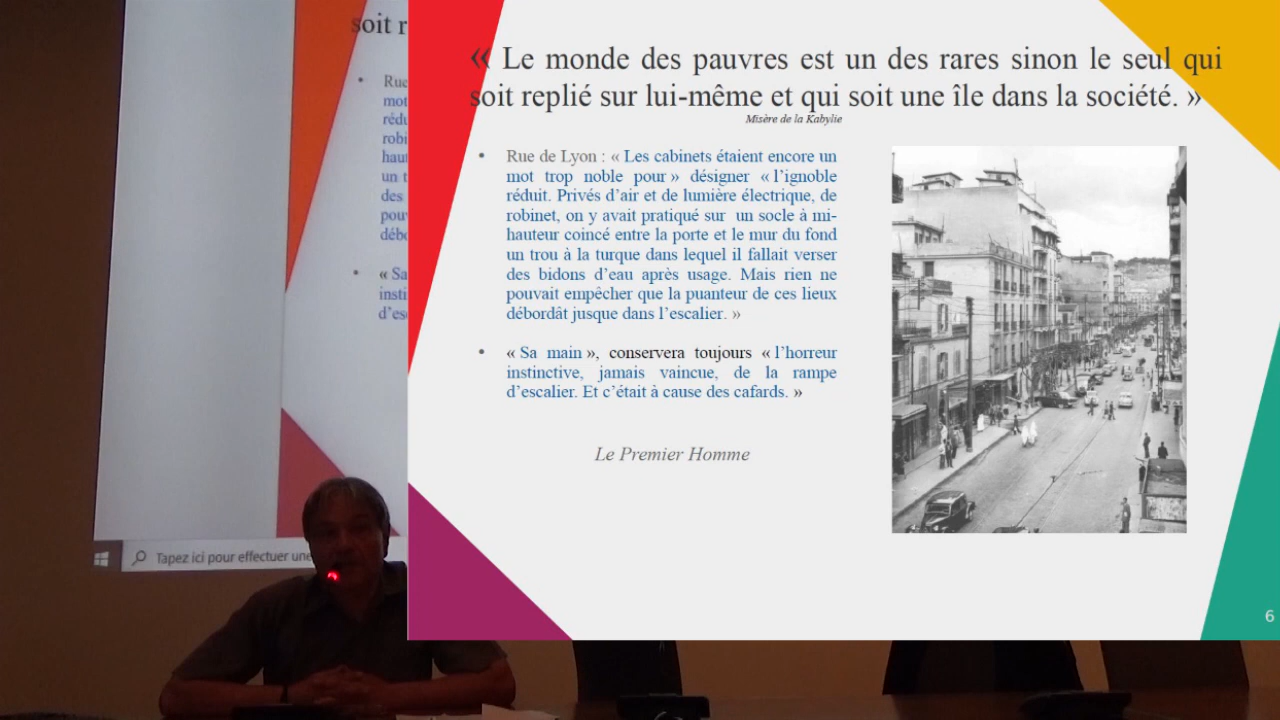 « Le monde des pauvres est un des rares sinon le seul qui
soit replié sur lui-même et qui soit une île dans la société. »
Misère de la Kabylie
• Rue de Lyon : « Les cabinets étaient encore un
mot trop noble pour » désigner « l’ignoble
réduit. Privés d’air et de lumière électrique, de
robinet, on y avait pratiqué sur un socle à mi-
hauteur coincé entre la porte et le mur du fond
un trou à la turque dans lequel il fallait verser
des bidons d’eau après usage. Mais rien ne
pouvait empêcher que la puanteur de ces lieux
débordât jusque dans l’escalier. »
• « Sa main », conservera toujours « l’horreur
instinctive, jamais vaincue, de la rampe
d’escalier. Et c’était à cause des cafards. »
Le Premier Homme
6
soit r
• Rue
mot
rédu
robi
haut
un t
des
pouv
débo
• « Sa
insti
d’es
Tapez ici pour effectuer une